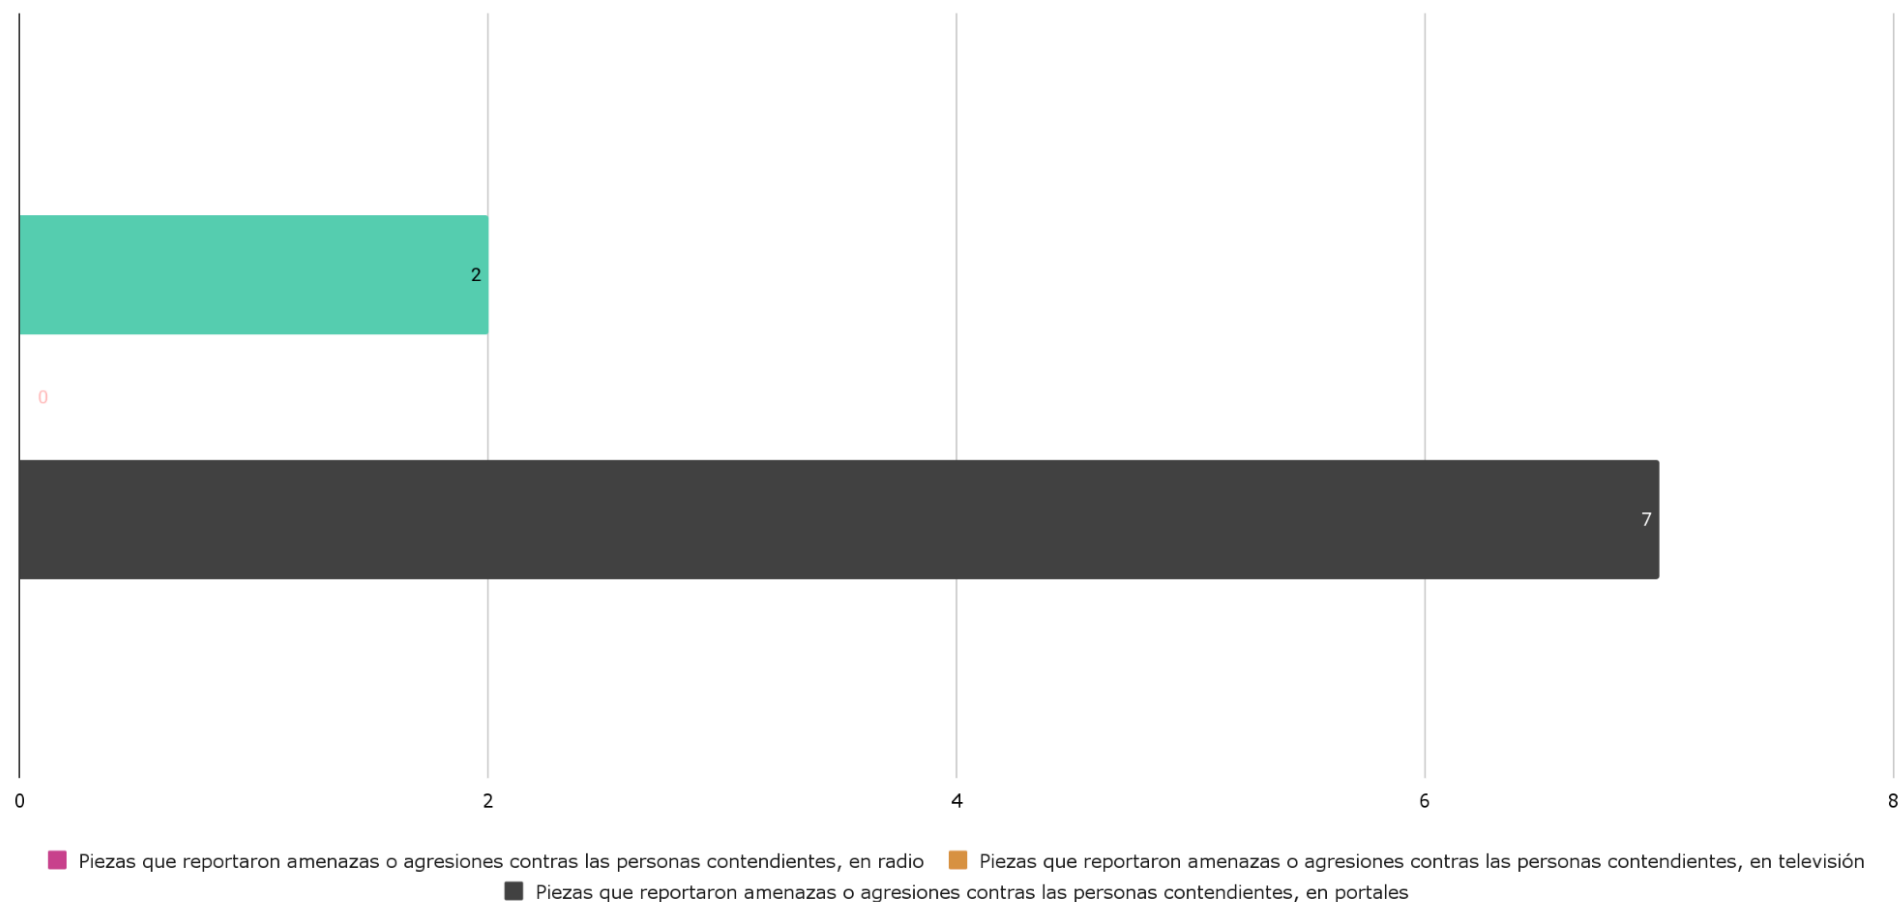 2
0
7
0 2 4 6 8
Piezas que reportaron amenazas o agresiones contras las personas contendientes, en radio Piezas que reportaron amenazas o agresiones contras las personas contendientes, en televisión
Piezas que reportaron amenazas o agresiones contras las personas contendientes, en portales